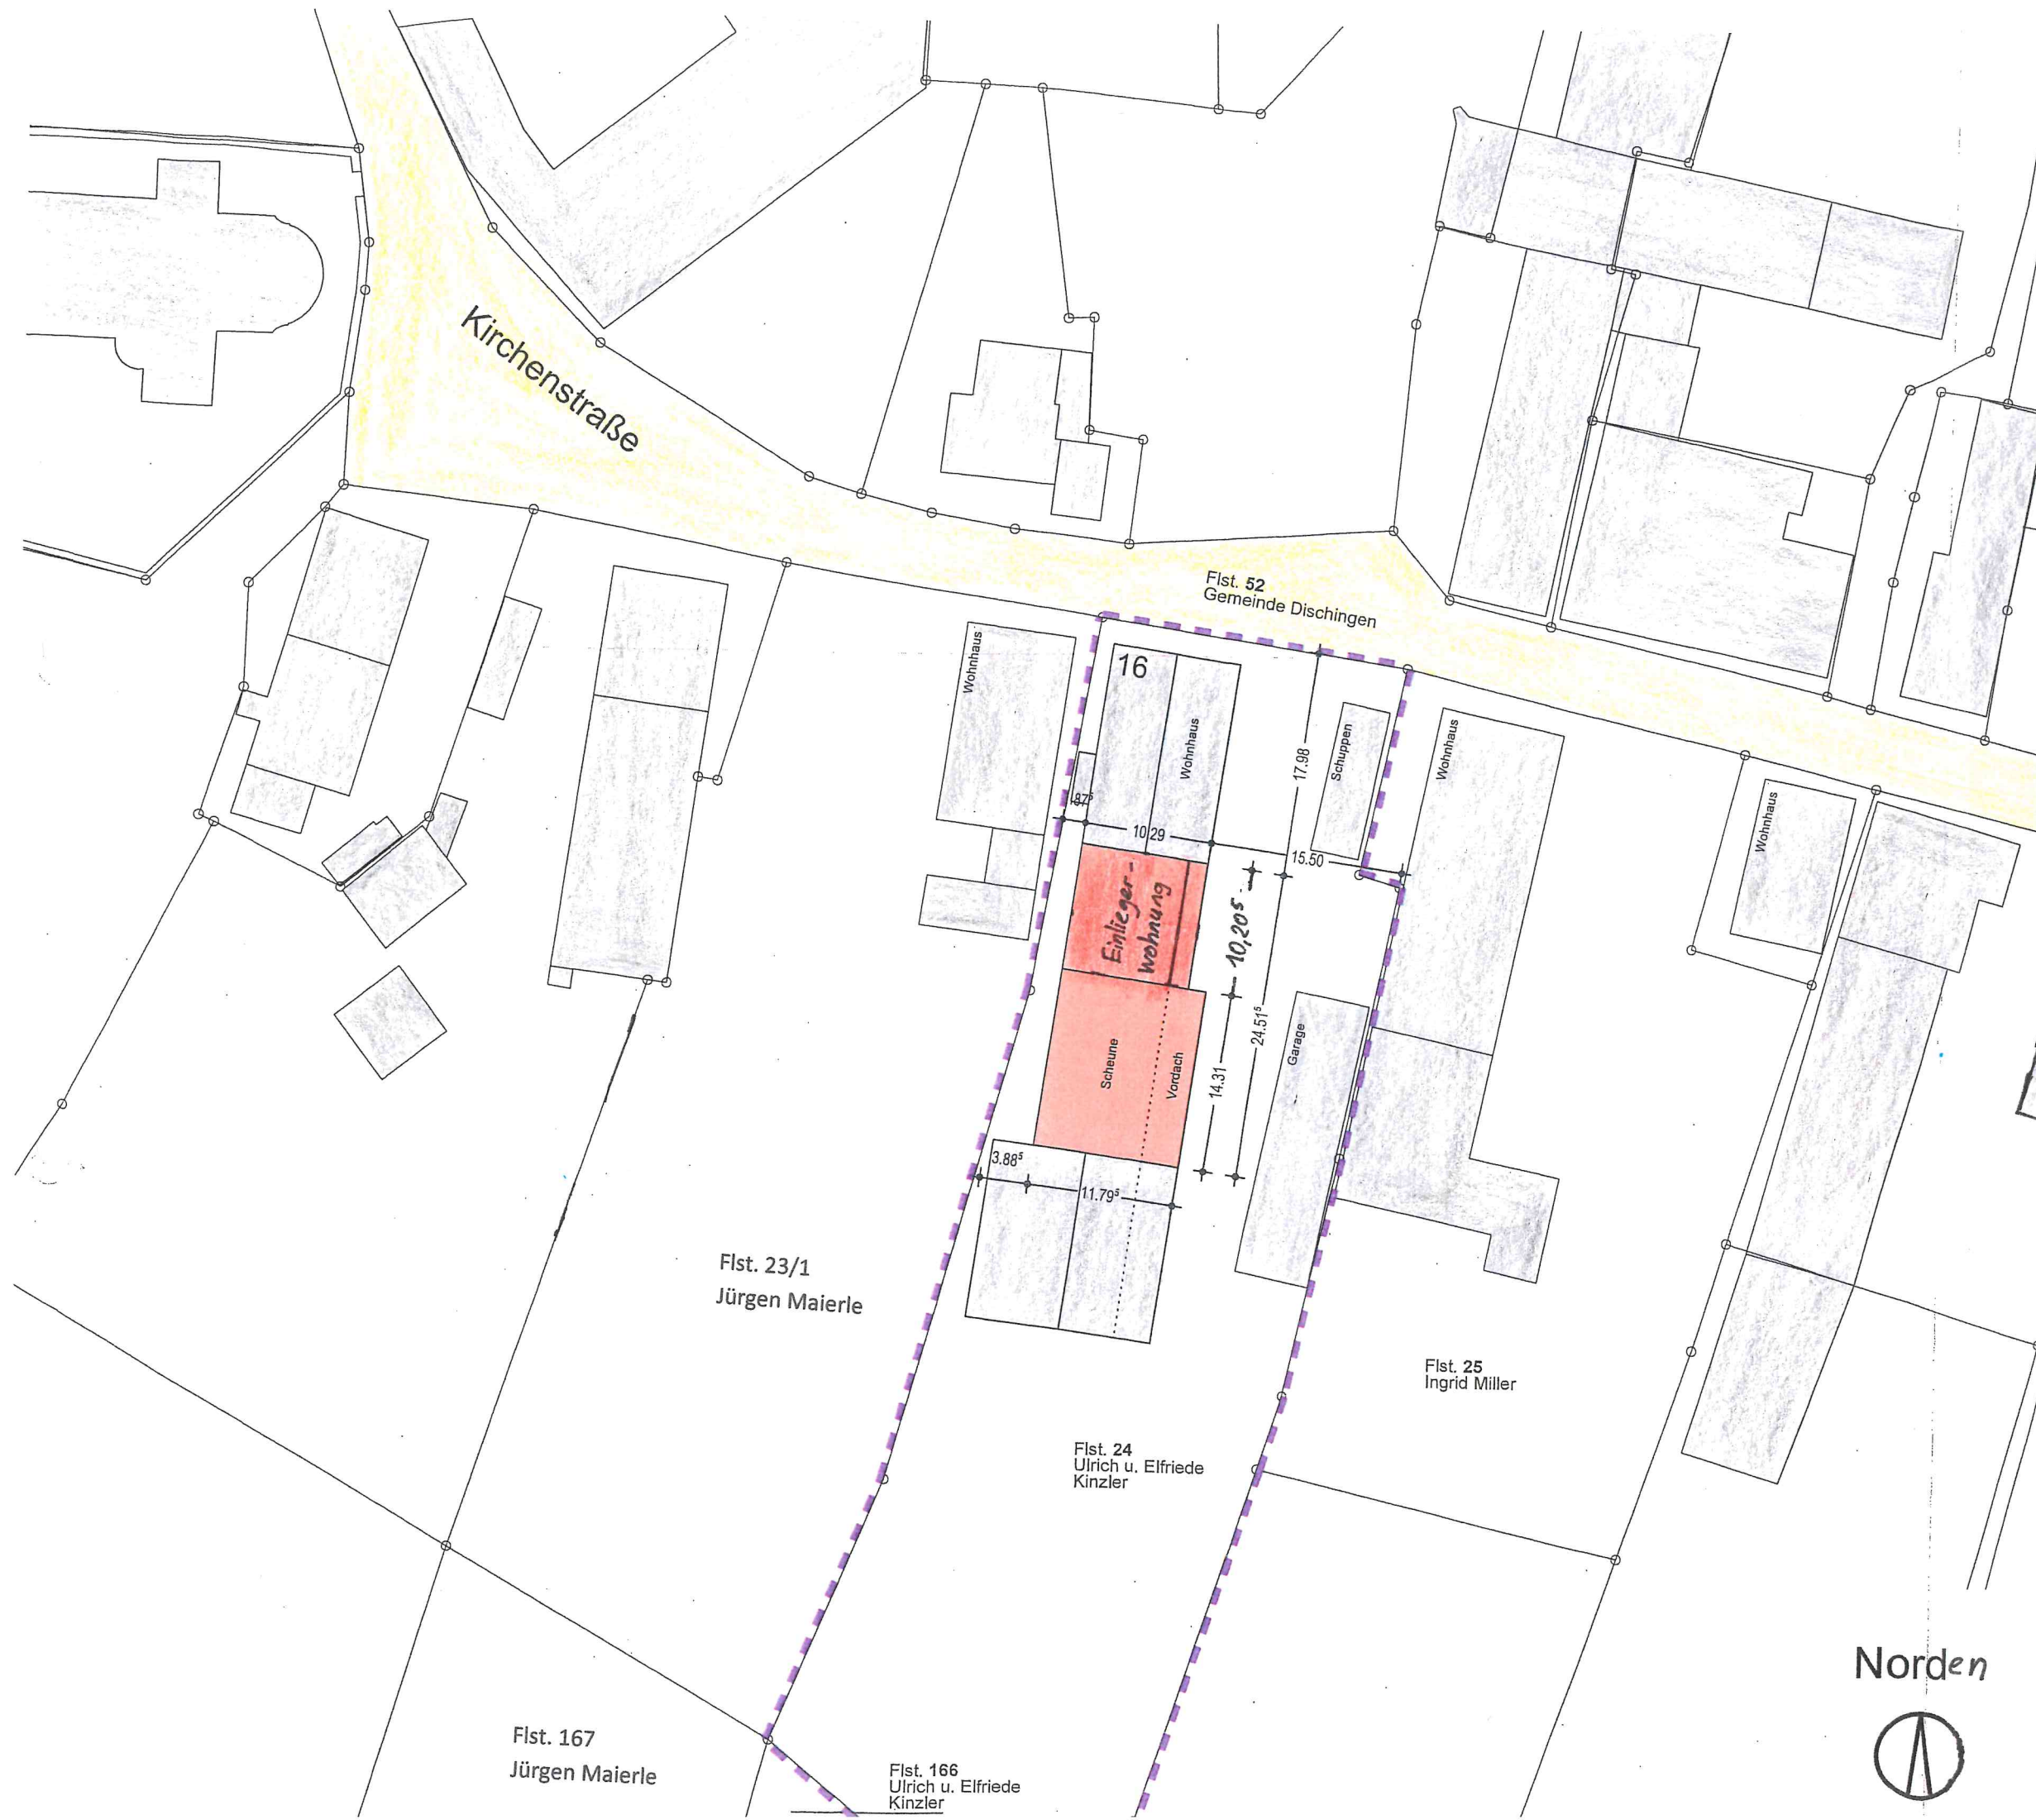 Kirchenstraße
Flst. 52
Gemeinde Dischingen
16
Wohnhaus
Wohnhaus
Schuppen
Wohnhaus
Wohnhaus
17.98
10.29
15.50
Einlieger-
wohnung
10,20⁵
24.51⁵
14.31
Scheune
Vordach
Garage
3.88⁵
11.79⁵
Flst. 23/1
Jürgen Maierle
Flst. 25
Ingrid Miller
Flst. 24
Ulrich u. Elfriede
Kinzler
Norden
Flst. 167
Jürgen Maierle
Flst. 166
Ulrich u. Elfriede
Kinzler